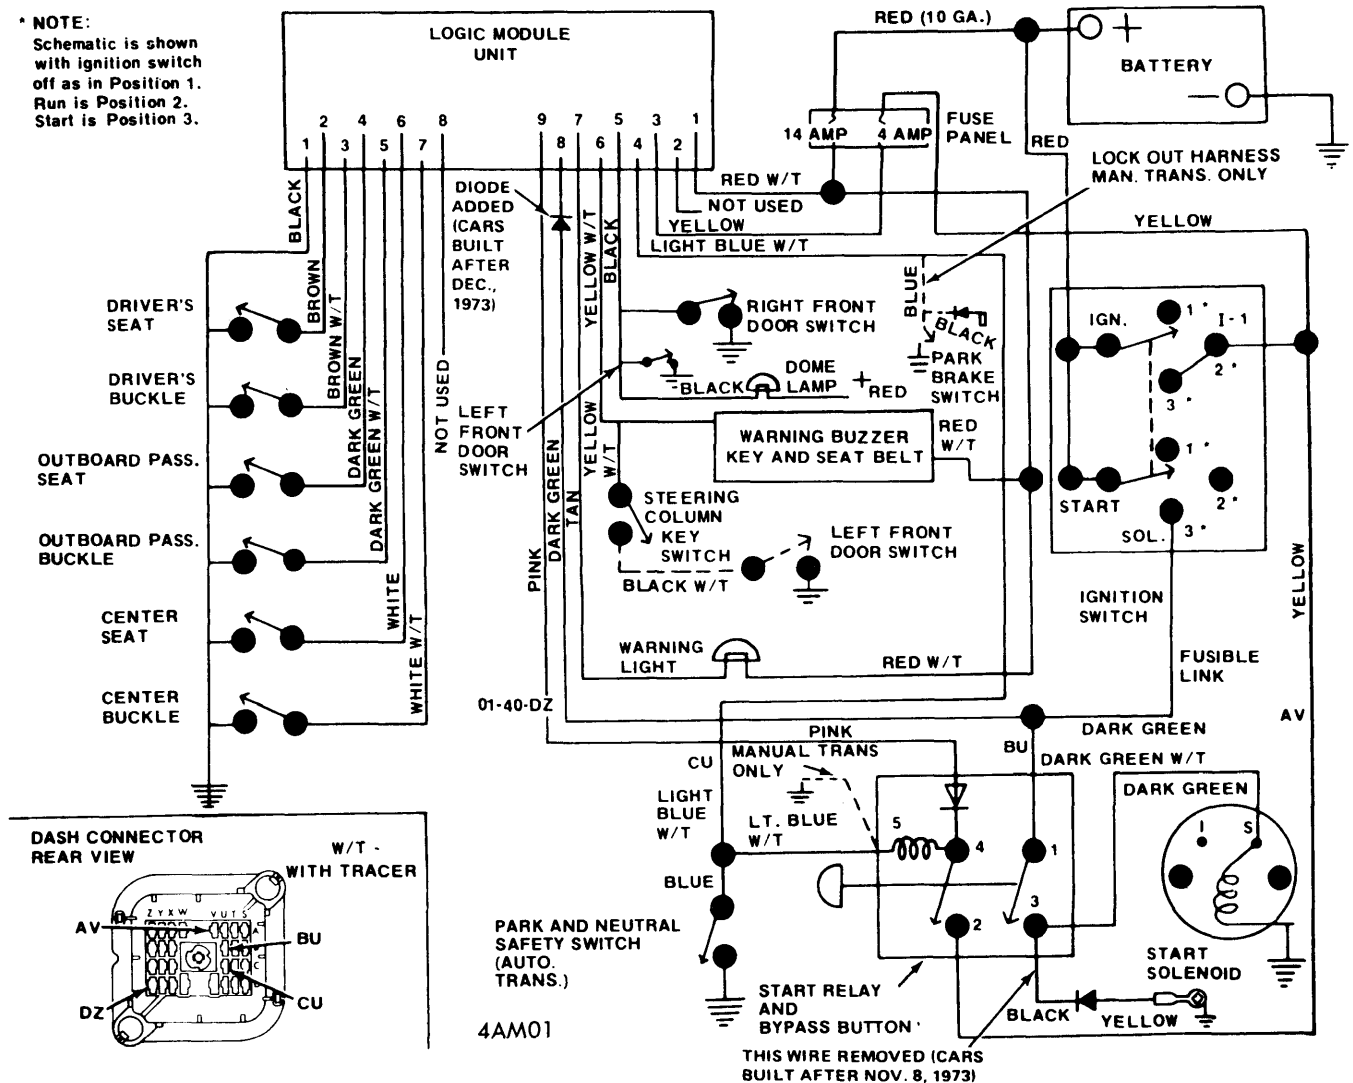 * NOTE:
Schematic is shown
with ignition switch
off as in Position 1.
Run is Position 2.
Start is Position 3.
LOGIC MODULE
UNIT
1 2 3 4 5 6 7 8
9 8 7 6 5 4 3 2 1
RED (10 GA.)
+
BATTERY
—
14 AMP
4 AMP
FUSE
PANEL
RED
LOCK OUT HARNESS
MAN. TRANS. ONLY
BLACK
BROWN
BROWN W/T
DARK GREEN
DARK GREEN W/T
WHITE
WHITE W/T
NOT USED
DIODE
ADDED
(CARS
BUILT
AFTER
DEC.,
1973)
YELLOW W/T
BLACK
RED W/T
NOT USED
YELLOW
LIGHT BLUE W/T
YELLOW
DRIVER'S
SEAT
DRIVER'S
BUCKLE
OUTBOARD PASS.
SEAT
OUTBOARD PASS.
BUCKLE
CENTER
SEAT
CENTER
BUCKLE
RIGHT FRONT
DOOR SWITCH
BLUE
BLACK
PARK
BRAKE
SWITCH
DOME
LAMP
BLACK
+
RED
LEFT
FRONT
DOOR
SWITCH
WARNING BUZZER
KEY AND SEAT BELT
RED
W/T
YELLOW
W/T
PINK
DARK GREEN
TAN
STEERING
COLUMN
KEY
SWITCH
BLACK W/T
LEFT FRONT
DOOR SWITCH
IGN.
1 *
I-1
2 *
3 *
1 *
START
2 *
SOL.
3 *
IGNITION
SWITCH
YELLOW
WARNING
LIGHT
RED W/T
FUSIBLE
LINK
01-40-DZ
AV
PINK
BU
DARK GREEN
CU
MANUAL TRANS
ONLY
DARK GREEN W/T
DARK GREEN
LIGHT
BLUE
W/T
LT. BLUE
W/T
5
4
1
3
2
I
S
BLUE
PARK AND NEUTRAL
SAFETY SWITCH
(AUTO.
TRANS.)
START RELAY
AND
BYPASS BUTTON
START
SOLENOID
BLACK
YELLOW
THIS WIRE REMOVED (CARS
BUILT AFTER NOV. 8, 1973)
4AM01
DASH CONNECTOR
REAR VIEW
W/T -
WITH TRACER
Z Y X W V U T S
A
C
AV
BU
CU
DZ